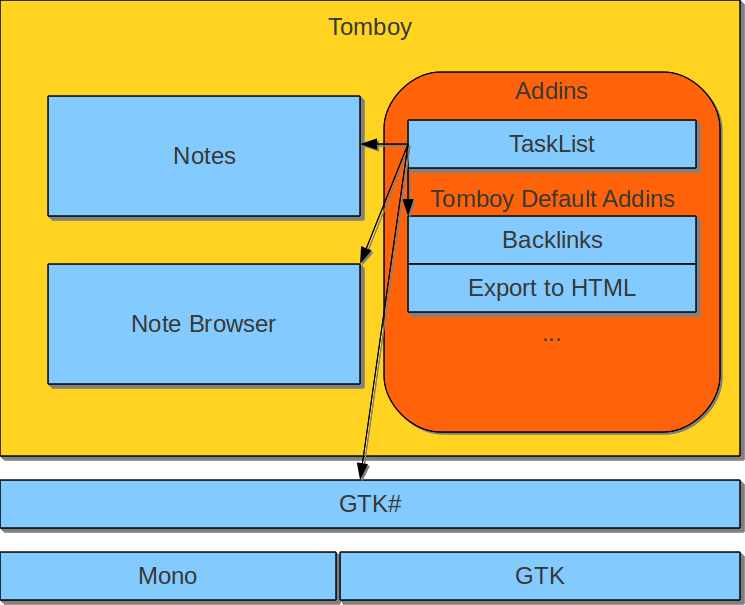 Tomboy
Addins
Notes
TaskList
Tomboy Default Addins
Backlinks
Export to HTML
Note Browser
...
GTK#
Mono
GTK